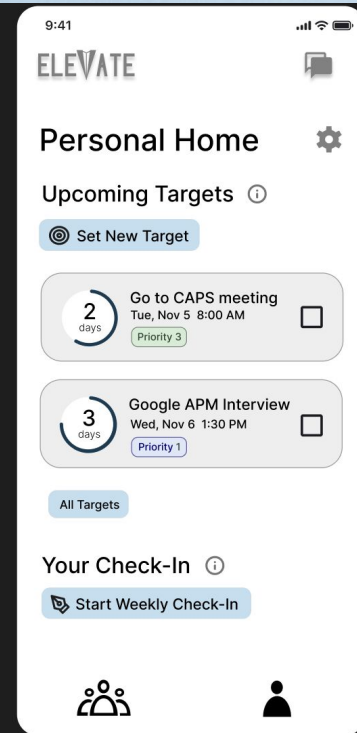 9:41
ELEVATE
Personal Home
Upcoming Targets
Set New Target
2
days
Go to CAPS meeting
Tue, Nov 5 8:00 AM
Priority 3
3
days
Google APM Interview
Wed, Nov 6 1:30 PM
Priority 1
All Targets
Your Check-In
Start Weekly Check-In